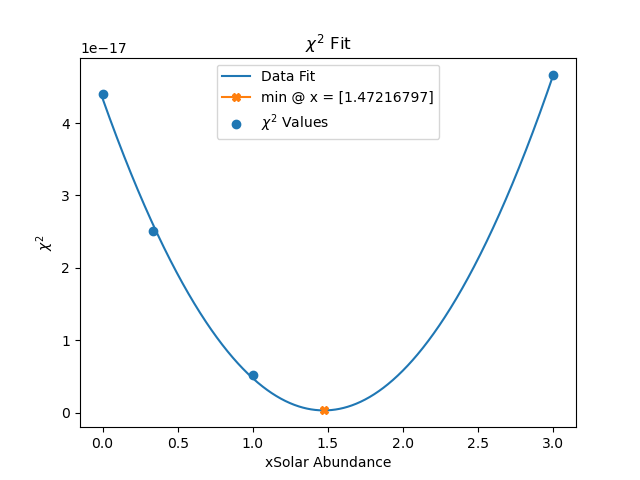 χ² Fit
1e−17
Data Fit
min @ x = [1.47216797]
χ² Values
4
3
2
1
0
χ²
0.0 0.5 1.0 1.5 2.0 2.5 3.0
xSolar Abundance